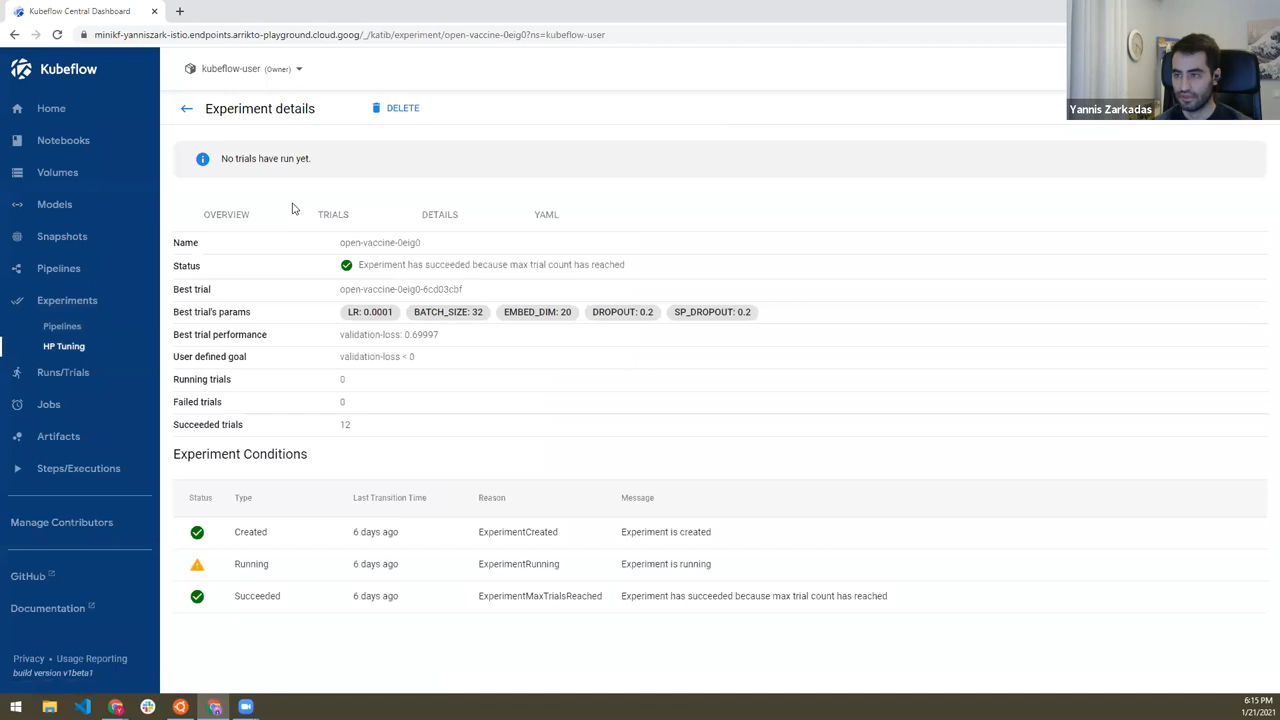 Kubeflow Central Dashboard
minikf-yanniszark-istio.endpoints.arrikto-playground.cloud.goog/_/katib/experiment/open-vaccine-0eig0?ns=kubeflow-user
Yannis Zarkadas
Kubeflow
kubeflow-user (Owner)
Home
Notebooks
Volumes
Models
Snapshots
Pipelines
Experiments
Pipelines
HP Tuning
Runs/Trials
Jobs
Artifacts
Steps/Executions
Manage Contributors
GitHub
Documentation
Privacy • Usage Reporting
build version v1beta1
Experiment details
DELETE
No trials have run yet.
OVERVIEW TRIALS DETAILS YAML
Name open-vaccine-0eig0
Status Experiment has succeeded because max trial count has reached
Best trial open-vaccine-0eig0-6cd03cbf
Best trial's params LR: 0.0001 BATCH_SIZE: 32 EMBED_DIM: 20 DROPOUT: 0.2 SP_DROPOUT: 0.2
Best trial performance validation-loss: 0.69997
User defined goal validation-loss < 0
Running trials 0
Failed trials 0
Succeeded trials 12
Experiment Conditions
Status Type Last Transition Time Reason Message
Created 6 days ago ExperimentCreated Experiment is created
Running 6 days ago ExperimentRunning Experiment is running
Succeeded 6 days ago ExperimentMaxTrialsReached Experiment has succeeded because max trial count has reached
6:15 PM
1/21/2021